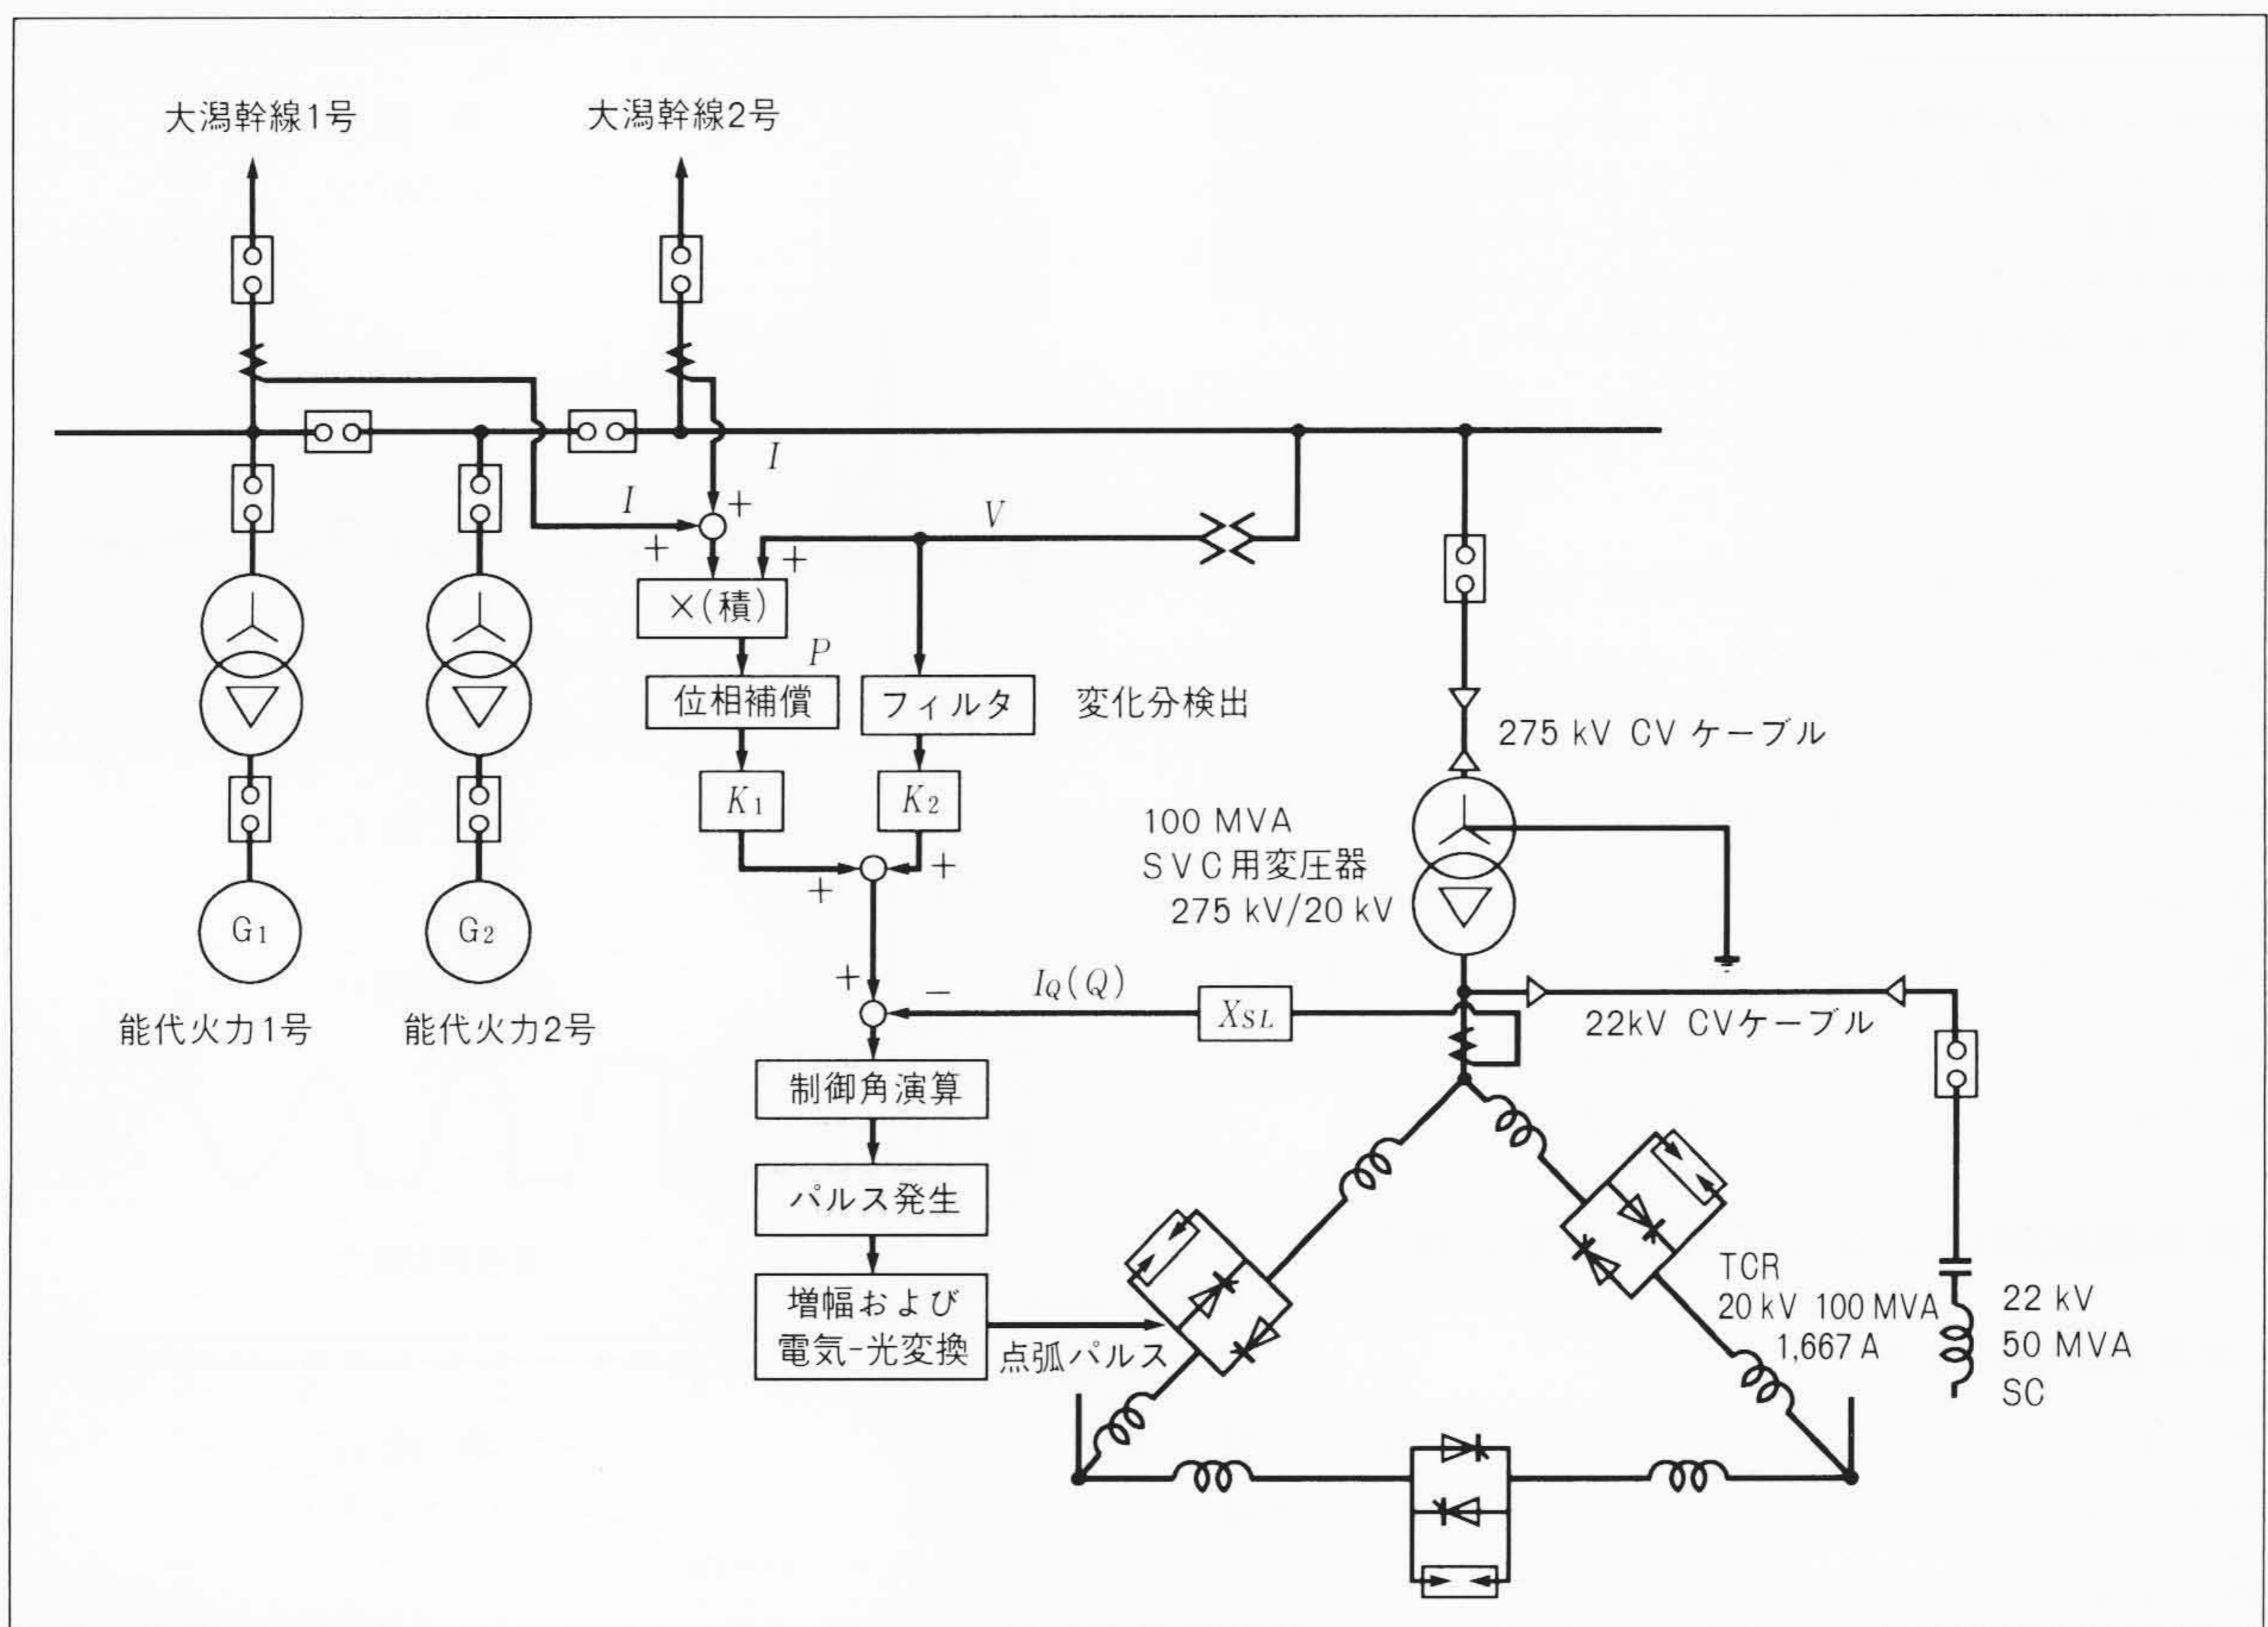 大潟幹線1号
大潟幹線2号
I
I
+
+
V
+
×(積)
P
位相補償
フィルタ
変化分検出
K1
K2
+
+
275 kV CV ケーブル
100 MVA
SVC用変圧器
275 kV/20 kV
G1
G2
能代火力1号
能代火力2号
+
−
IQ(Q)
XSL
22kV CVケーブル
制御角演算
パルス発生
増幅および
電気-光変換
点弧パルス
TCR
20 kV 100 MVA
1,667 A
22 kV
50 MVA
SC